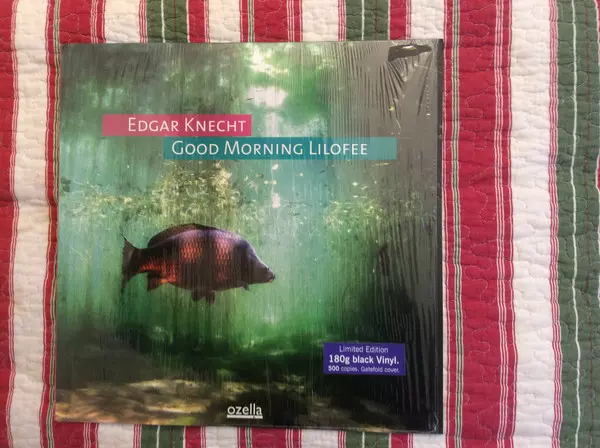 EDGAR KNECHT
GOOD MORNING LILOFEE
Limited Edition
180g black Vinyl.
500 copies. Gatefold cover.
ozella